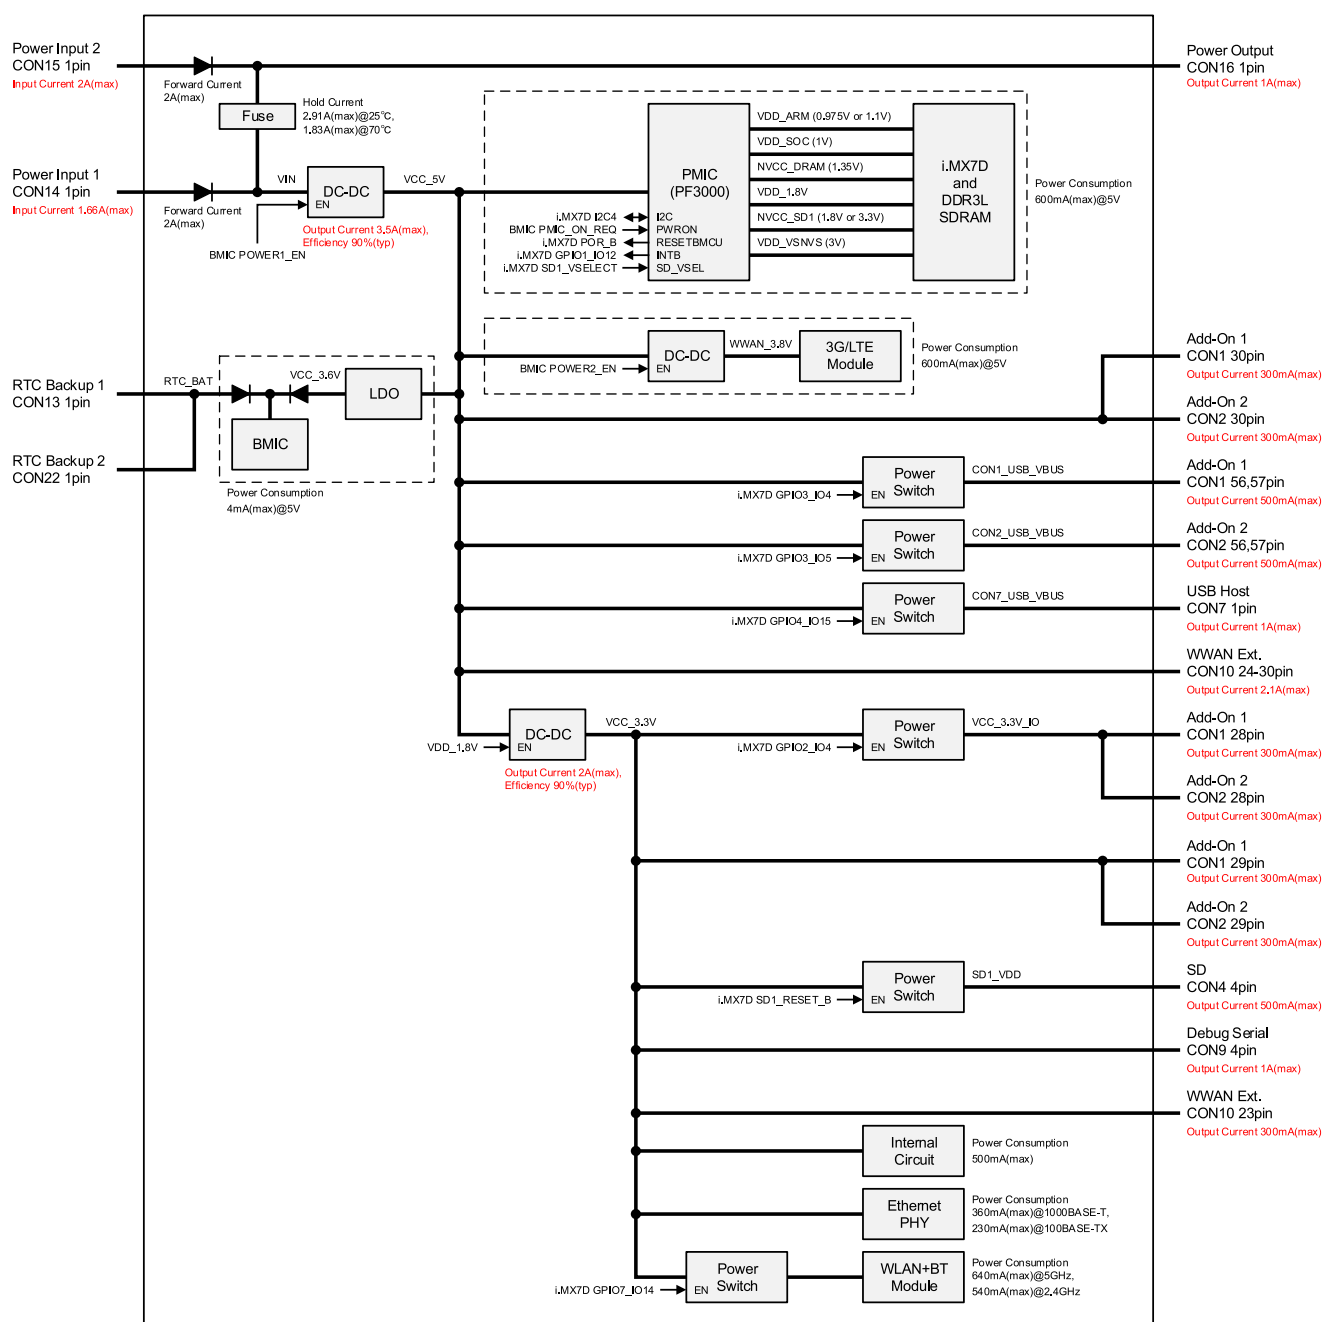 Power Input 2
CON15 1pin
Input Current 2A(max)
Forward Current
2A(max)
Fuse
Hold Current
2.91A(max)@25°C,
1.83A(max)@70°C
Power Output
CON16 1pin
Output Current 1A(max)
Power Input 1
CON14 1pin
Input Current 1.66A(max)
Forward Current
2A(max)
VIN
DC-DC
EN
VCC_5V
BMIC POWER1_EN
Output Current 3.5A(max),
Efficiency 90%(typ)
PMIC
(PF3000)
i.MX7D I2C4
I2C
BMIC PMIC_ON_REQ
PWRON
i.MX7D POR_B
RESETBMCU
i.MX7D GPIO1_IO12
INTB
i.MX7D SD1_VSELECT
SD_VSEL
VDD_ARM (0.975V or 1.1V)
VDD_SOC (1V)
NVCC_DRAM (1.35V)
VDD_1.8V
NVCC_SD1 (1.8V or 3.3V)
VDD_VSNVS (3V)
i.MX7D
and
DDR3L
SDRAM
Power Consumption
600mA(max)@5V
DC-DC
EN
BMIC POWER2_EN
WWAN_3.8V
3G/LTE
Module
Power Consumption
600mA(max)@5V
Add-On 1
CON1 30pin
Output Current 300mA(max)
Add-On 2
CON2 30pin
Output Current 300mA(max)
RTC Backup 1
CON13 1pin
RTC_BAT
VCC_3.6V
LDO
BMIC
RTC Backup 2
CON22 1pin
Power Consumption
4mA(max)@5V
i.MX7D GPIO3_IO4
Power
Switch
EN
CON1_USB_VBUS
Add-On 1
CON1 56,57pin
Output Current 500mA(max)
i.MX7D GPIO3_IO5
Power
Switch
EN
CON2_USB_VBUS
Add-On 2
CON2 56,57pin
Output Current 500mA(max)
i.MX7D GPIO4_IO15
Power
Switch
EN
CON7_USB_VBUS
USB Host
CON7 1pin
Output Current 1A(max)
WWAN Ext.
CON10 24-30pin
Output Current 2.1A(max)
VDD_1.8V
DC-DC
EN
VCC_3.3V
Output Current 2A(max),
Efficiency 90%(typ)
i.MX7D GPIO2_IO4
Power
Switch
EN
VCC_3.3V_IO
Add-On 1
CON1 28pin
Output Current 300mA(max)
Add-On 2
CON2 28pin
Output Current 300mA(max)
Add-On 1
CON1 29pin
Output Current 300mA(max)
Add-On 2
CON2 29pin
Output Current 300mA(max)
i.MX7D SD1_RESET_B
Power
Switch
EN
SD1_VDD
SD
CON4 4pin
Output Current 500mA(max)
Debug Serial
CON9 4pin
Output Current 1A(max)
WWAN Ext.
CON10 23pin
Output Current 300mA(max)
Internal
Circuit
Power Consumption
500mA(max)
Ethernet
PHY
Power Consumption
360mA(max)@1000BASE-T,
230mA(max)@100BASE-TX
i.MX7D GPIO7_IO14
Power
Switch
EN
WLAN+BT
Module
Power Consumption
640mA(max)@5GHz,
540mA(max)@2.4GHz